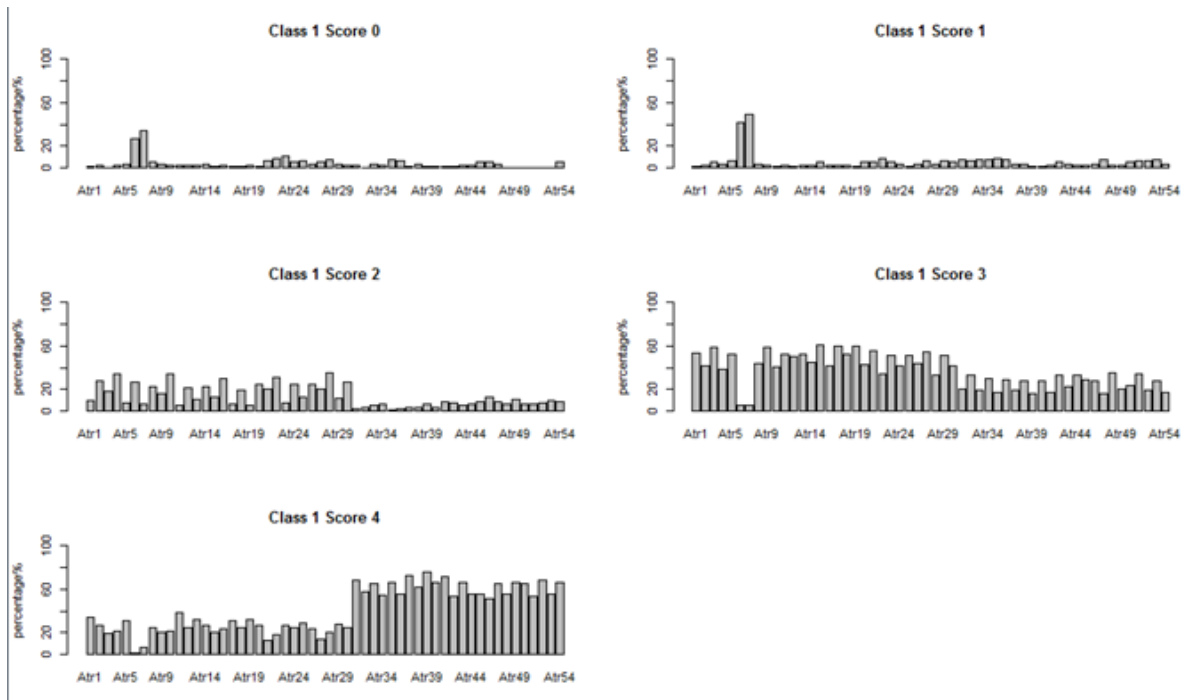 Class 1 Score 0
percentage%
100
60
20
0
Atr1 Atr5 Atr9 Atr14 Atr19 Atr24 Atr29 Atr34 Atr39 Atr44 Atr49 Atr54
Class 1 Score 1
percentage%
100
60
20
0
Atr1 Atr5 Atr9 Atr14 Atr19 Atr24 Atr29 Atr34 Atr39 Atr44 Atr49 Atr54
Class 1 Score 2
percentage%
100
60
20
0
Atr1 Atr5 Atr9 Atr14 Atr19 Atr24 Atr29 Atr34 Atr39 Atr44 Atr49 Atr54
Class 1 Score 3
percentage%
100
60
20
0
Atr1 Atr5 Atr9 Atr14 Atr19 Atr24 Atr29 Atr34 Atr39 Atr44 Atr49 Atr54
Class 1 Score 4
percentage%
100
60
20
0
Atr1 Atr5 Atr9 Atr14 Atr19 Atr24 Atr29 Atr34 Atr39 Atr44 Atr49 Atr54